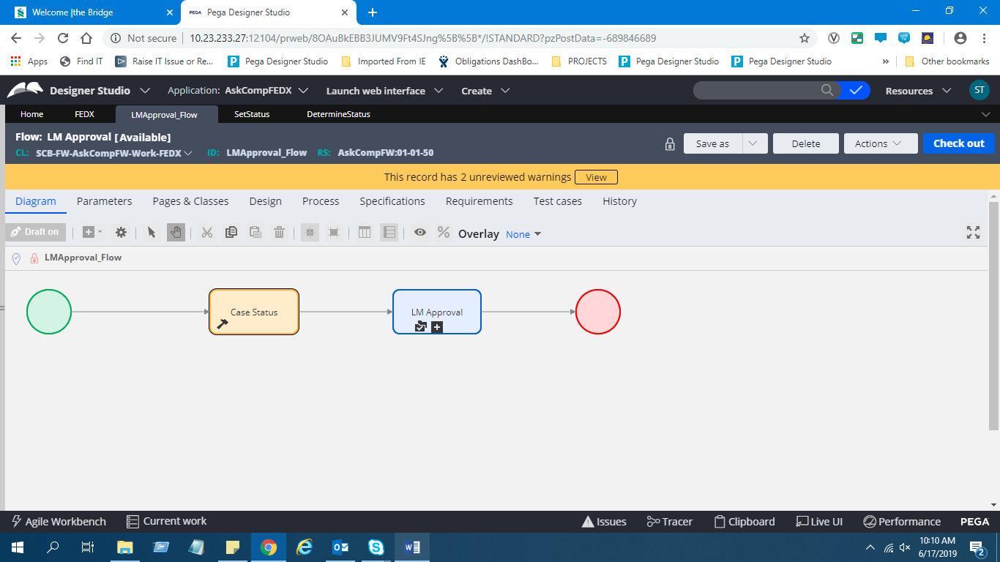 Welcome |the Bridge
PEGA Pega Designer Studio
Not secure | 10.23.233.27:12104/prweb/8OAuBkEBB3JUMV9Ft4SJng%5B%5B*/!STANDARD?pzPostData=-689846689
Apps Find IT Raise IT Issue or Re... Pega Designer Studio Imported From IE Obligations DashBo... PROJECTS Pega Designer Studio Pega Designer Studio » Other bookmarks
Designer Studio Application: AskCompFEDX Launch web interface Create Resources ST
Home FEDX LMApproval_Flow SetStatus DetermineStatus
Flow: LM Approval [Available]
CL: SCB-FW-AskCompFW-Work-FEDX ID: LMApproval_Flow RS: AskCompFW:01-01-50
Save as Delete Actions Check out
This record has 2 unreviewed warnings View
Diagram Parameters Pages & Classes Design Process Specifications Requirements Test cases History
Draft on Overlay None
LMApproval_Flow
Case Status LM Approval
Agile Workbench Current work Issues Tracer Clipboard Live UI Performance PEGA
10:10 AM
6/17/2019
2